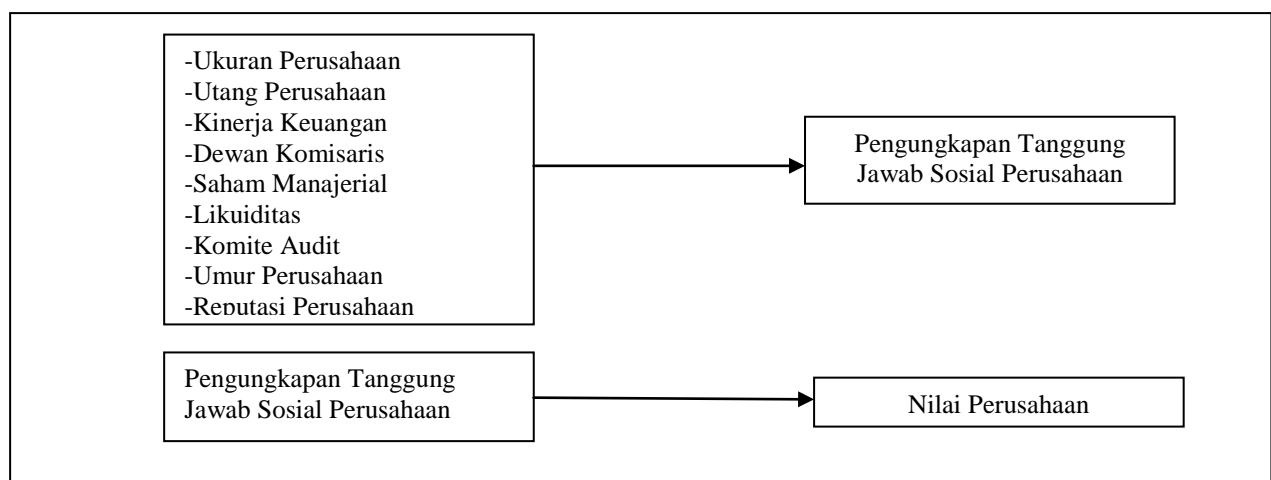 -Ukuran Perusahaan
-Utang Perusahaan
-Kinerja Keuangan
-Dewan Komisaris
-Saham Manajerial
-Likuiditas
-Komite Audit
-Umur Perusahaan
-Reputasi Perusahaan
Pengungkapan Tanggung
Jawab Sosial Perusahaan
Pengungkapan Tanggung
Jawab Sosial Perusahaan
Nilai Perusahaan